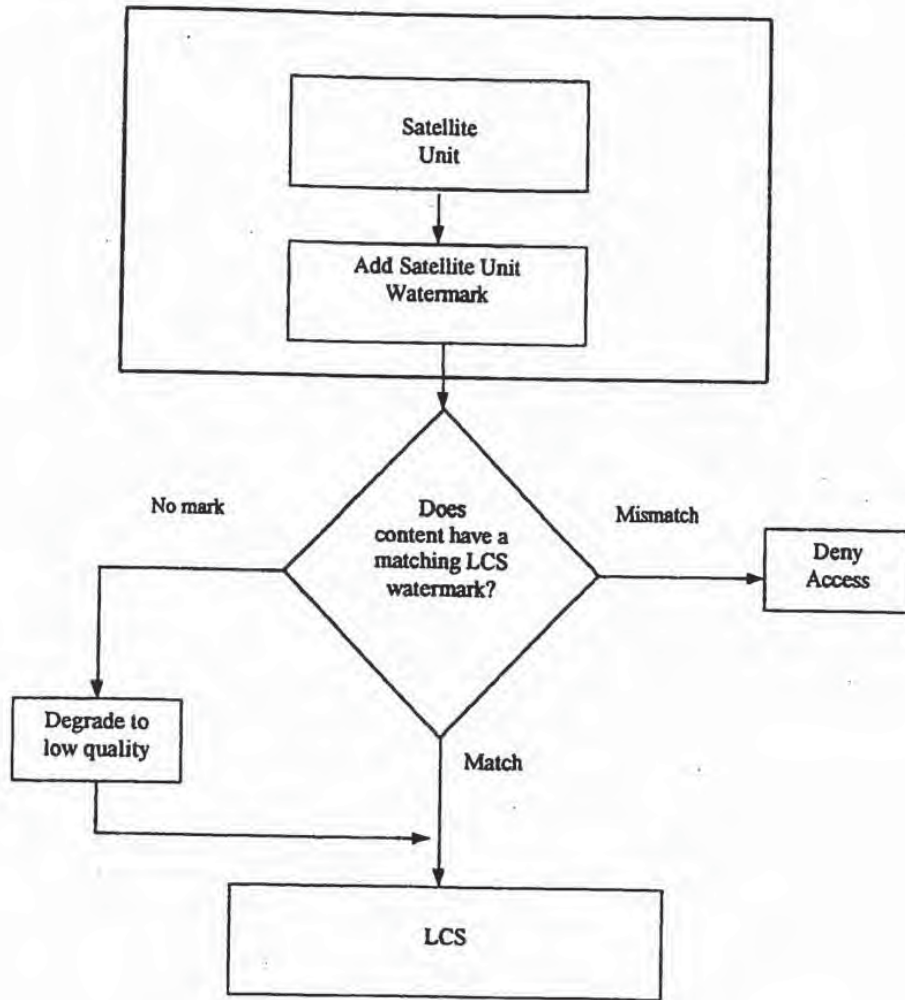 Satellite
Unit
Add Satellite Unit
Watermark
No mark
Does
content have a
matching LCS
watermark?
Mismatch
Deny
Access
Degrade to
low quality
Match
LCS